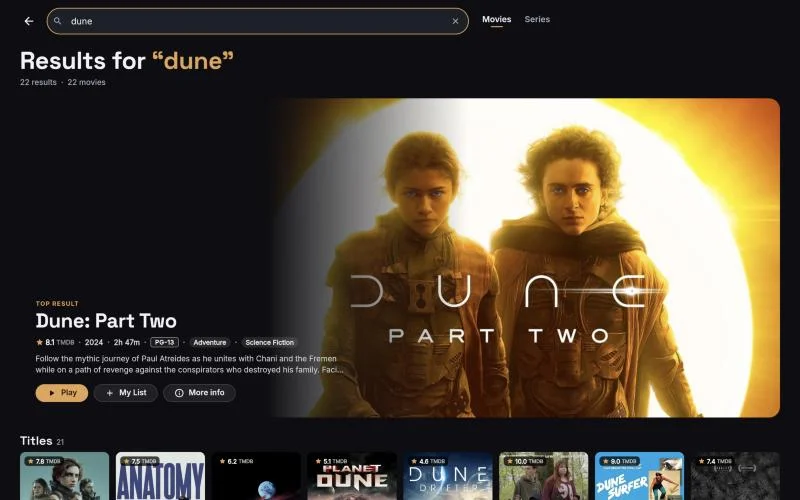 dune
Movies
Series
Results for “dune”
22 results · 22 movies
DUNE
PART TWO
TOP RESULT
Dune: Part Two
8.1 TMDB · 2024 · 2h 47m · PG-13 · Adventure · Science Fiction
Follow the mythic journey of Paul Atreides as he unites with Chani and the Fremen
while on a path of revenge against the conspirators who destroyed his family. Faci...
Play
My List
More info
Titles 21
7.8 TMDB
7.5 TMDB
6.2 TMDB
5.1 TMDB
4.6 TMDB
10.0 TMDB
9.0 TMDB
7.4 TMDB
ANATOMY
PLANET
DUNE
DUNE
DRIFTER
DUNE
SURFER